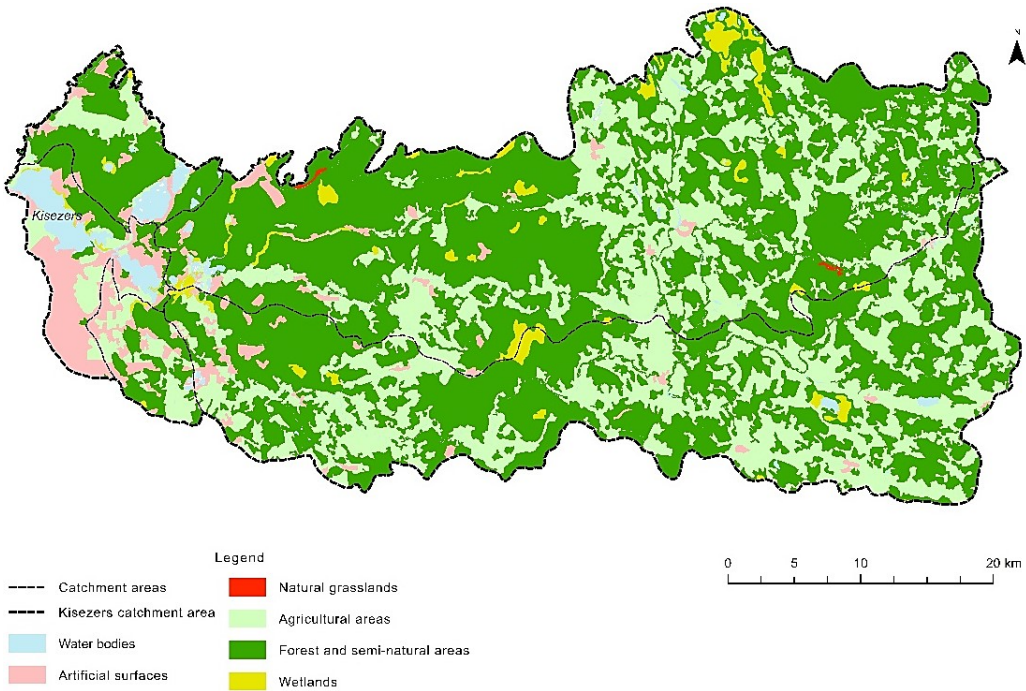 N
Kisezers
Legend
Catchment areas
Kisezers catchment area
Water bodies
Artificial surfaces
Natural grasslands
Agricultural areas
Forest and semi-natural areas
Wetlands
0 5 10 20 km